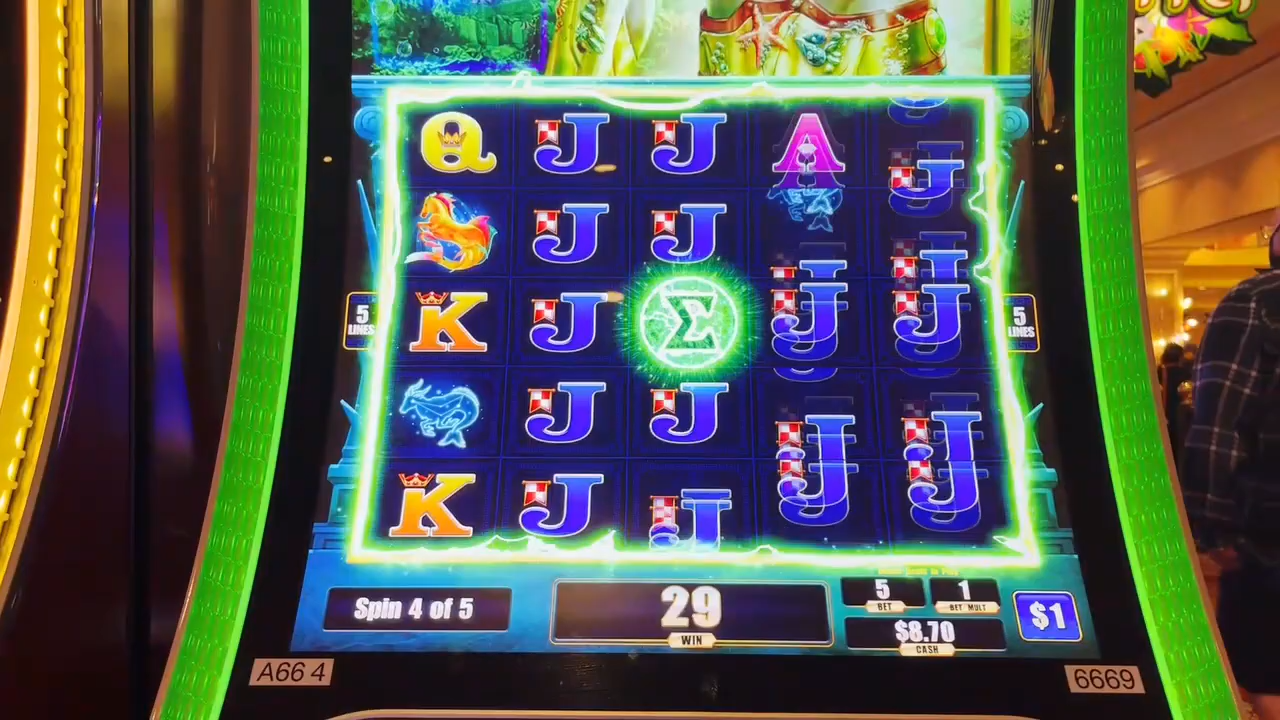 Q J J A J
J J J J
K J Σ J J
J J J J
K J J
5 LINES
5 LINES
Spin 4 of 5
29
WIN
5
BET
1
BET MULT
$8.70
CASH
$1
A66 4
6669